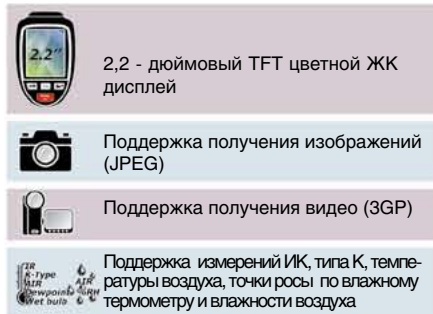 2.2"
2,2 - дюймовый TFT цветной ЖК
дисплей
Поддержка получения изображений
(JPEG)
Поддержка получения видео (3GP)
IR
K-Type
AIR
AIR
Dewpoint
%RH
Wet bulb
Поддержка измерений ИК, типа К, темпе-
ратуры воздуха, точки росы по влажному
термометру и влажности воздуха